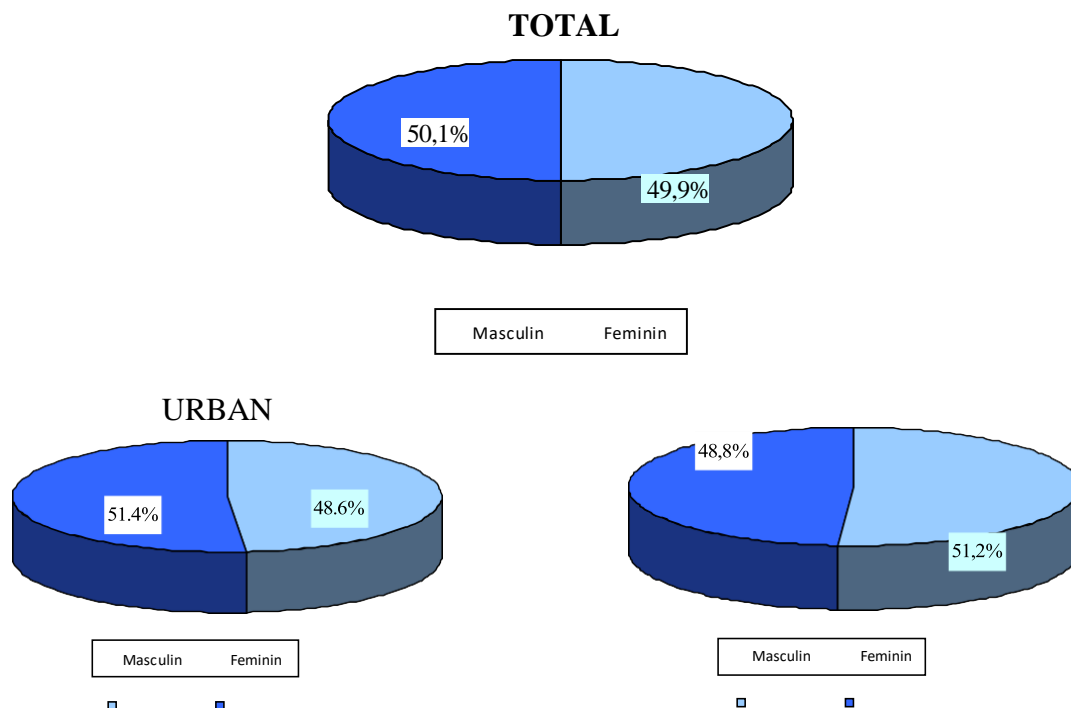 TOTAL
50,1%
49,9%
Masculin Feminin
URBAN
51.4%
48.6%
Masculin Feminin
48,8%
51,2%
Masculin Feminin